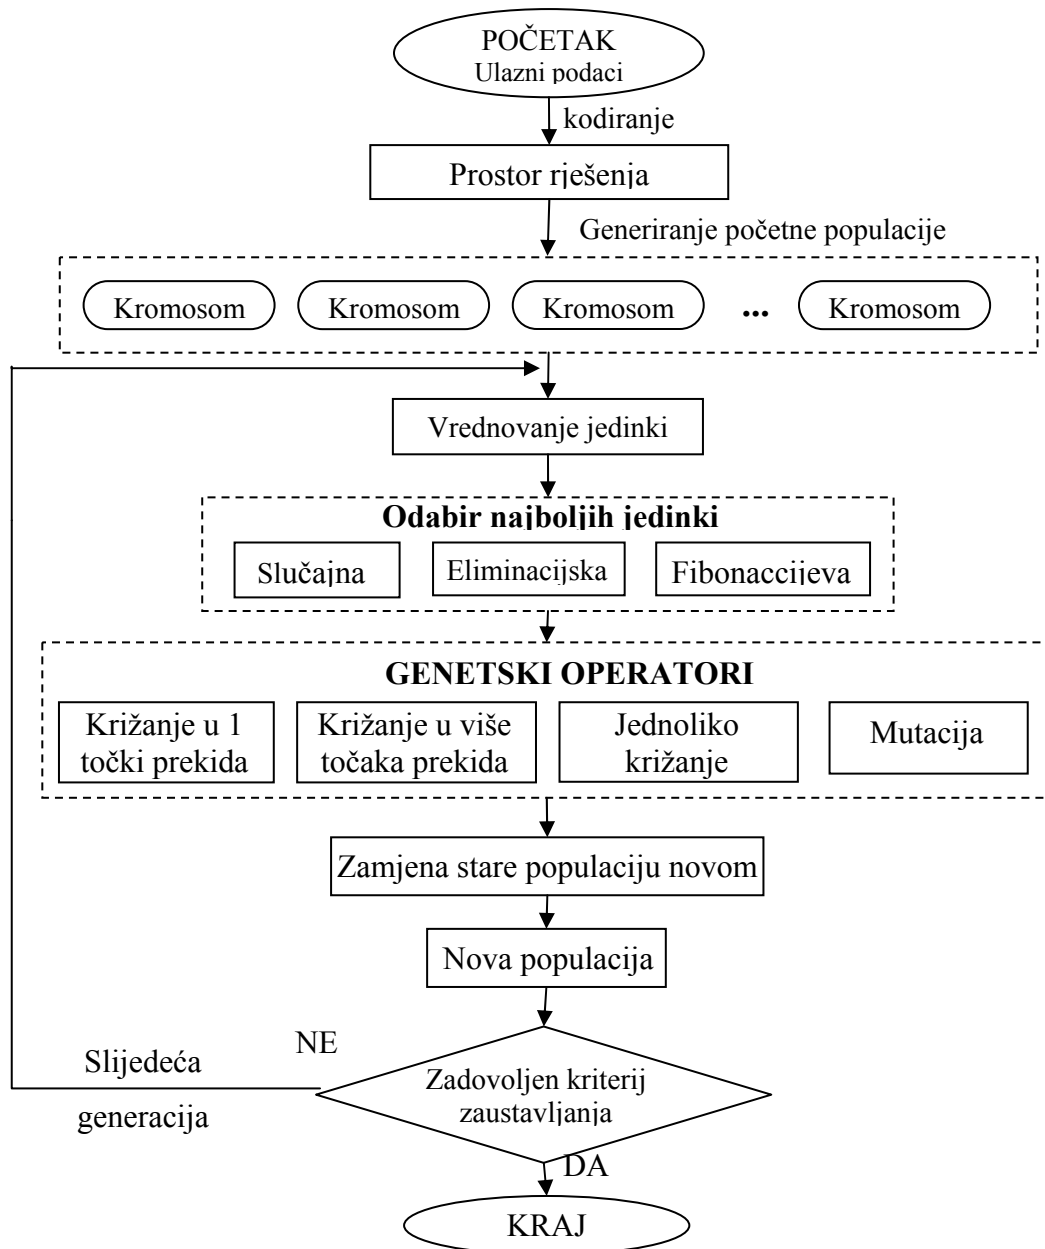 POČETAK
Ulazni podaci
kodiranje
Prostor rješenja
Generiranje početne populacije
Kromosom Kromosom Kromosom ... Kromosom
Vrednovanje jedinki
Odabir najboljih jedinki
Slučajna Eliminacijska Fibonaccijeva
GENETSKI OPERATORI
Križanje u 1
točki prekida
Križanje u više
točaka prekida
Jednoliko
križanje
Mutacija
Zamjena stare populaciju novom
Nova populacija
NE
Slijedeća
generacija
Zadovoljen kriterij
zaustavljanja
DA
KRAJ